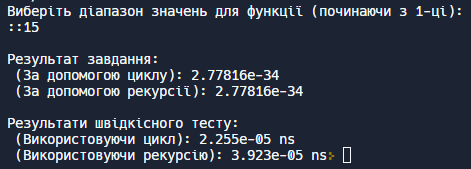 Виберіть діапазон значень для функції (починаючи з 1-ці):
::15
Результат завдання:
(За допомогою циклу): 2.77816e-34
(За допомогою рекурсії): 2.77816e-34
Результати швідкісного тесту:
(Використовуючи цикл): 2.255e-05 ns
(Використовуючи рекурсію): 3.923e-05 ns